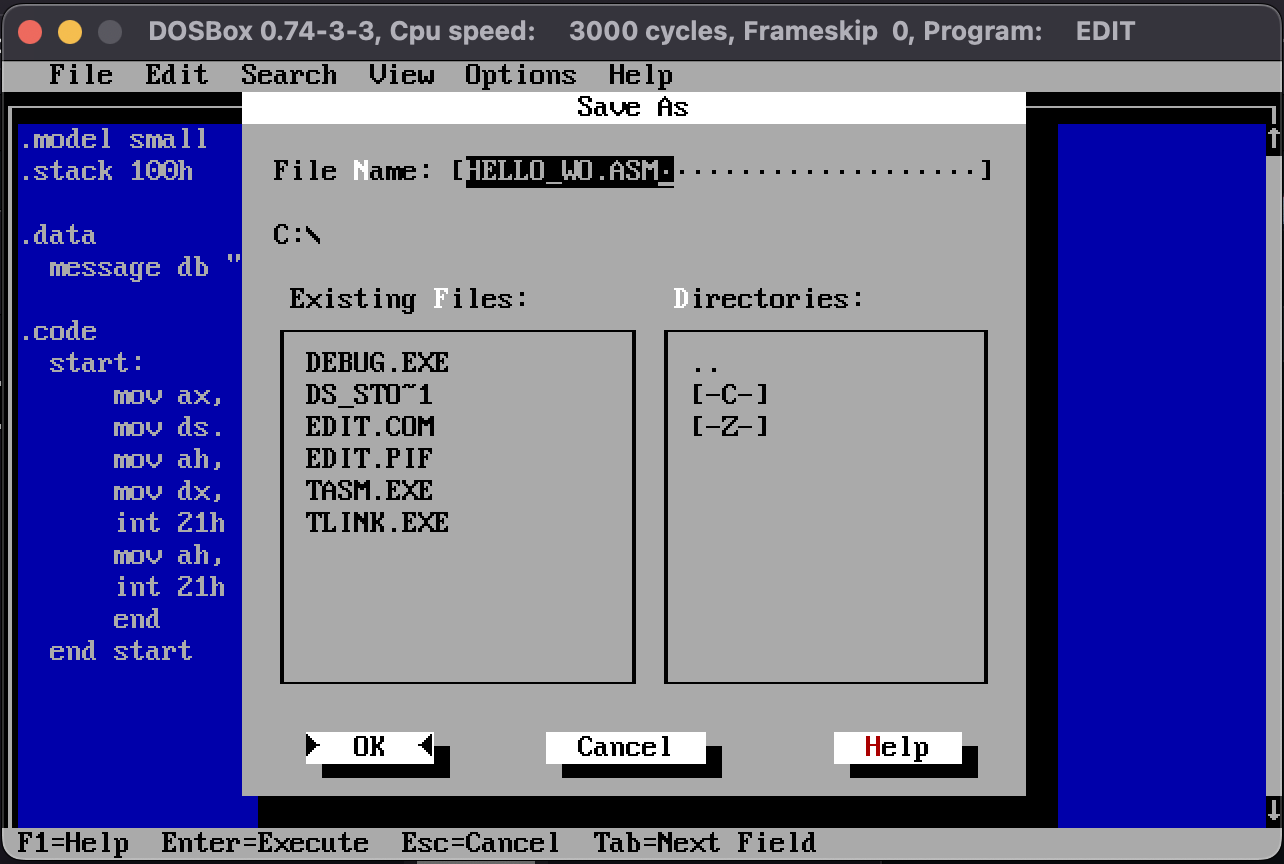 DOSBox 0.74-3-3, Cpu speed: 3000 cycles, Frameskip 0, Program: EDIT
File Edit Search View Options Help
Save As
.model small
.stack 100h
.data
message db "
.code
start:
mov ax,
mov ds.
mov ah,
mov dx,
int 21h
mov ah,
int 21h
end
end start
File Name: [HELLO_WO.ASM·····················]
C:\
Existing Files:
DEBUG.EXE
DS_STO~1
EDIT.COM
EDIT.PIF
TASM.EXE
TLINK.EXE
Directories:
..
[-C-]
[-Z-]
OK Cancel Help
F1=Help Enter=Execute Esc=Cancel Tab=Next Field